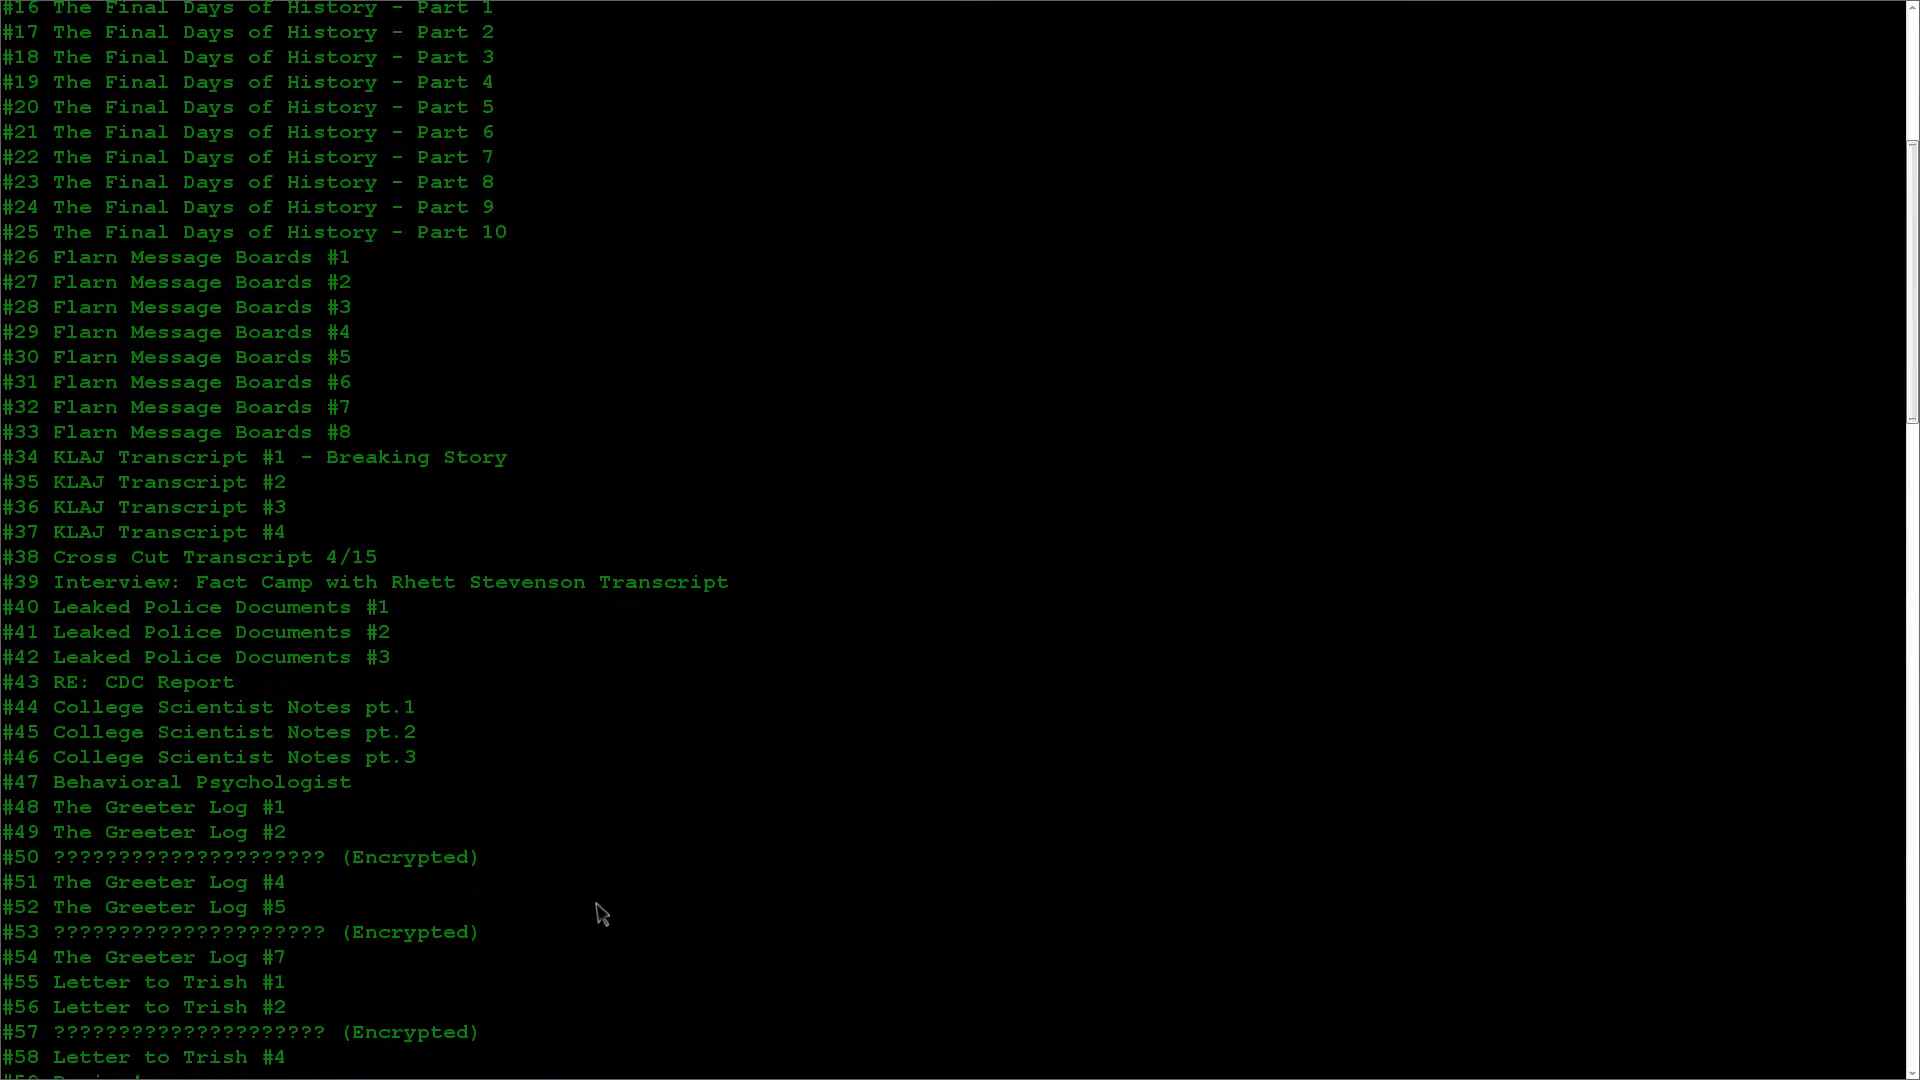 #16 The Final Days of History - Part 1
#17 The Final Days of History - Part 2
#18 The Final Days of History - Part 3
#19 The Final Days of History - Part 4
#20 The Final Days of History - Part 5
#21 The Final Days of History - Part 6
#22 The Final Days of History - Part 7
#23 The Final Days of History - Part 8
#24 The Final Days of History - Part 9
#25 The Final Days of History - Part 10
#26 Flarn Message Boards #1
#27 Flarn Message Boards #2
#28 Flarn Message Boards #3
#29 Flarn Message Boards #4
#30 Flarn Message Boards #5
#31 Flarn Message Boards #6
#32 Flarn Message Boards #7
#33 Flarn Message Boards #8
#34 KLAJ Transcript #1 - Breaking Story
#35 KLAJ Transcript #2
#36 KLAJ Transcript #3
#37 KLAJ Transcript #4
#38 Cross Cut Transcript 4/15
#39 Interview: Fact Camp with Rhett Stevenson Transcript
#40 Leaked Police Documents #1
#41 Leaked Police Documents #2
#42 Leaked Police Documents #3
#43 RE: CDC Report
#44 College Scientist Notes pt.1
#45 College Scientist Notes pt.2
#46 College Scientist Notes pt.3
#47 Behavioral Psychologist
#48 The Greeter Log #1
#49 The Greeter Log #2
#50 ????????????????????? (Encrypted)
#51 The Greeter Log #4
#52 The Greeter Log #5
#53 ????????????????????? (Encrypted)
#54 The Greeter Log #7
#55 Letter to Trish #1
#56 Letter to Trish #2
#57 ????????????????????? (Encrypted)
#58 Letter to Trish #4